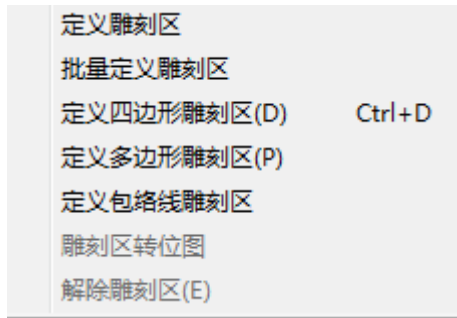 定义雕刻区
批量定义雕刻区
定义四边形雕刻区(D) Ctrl+D
定义多边形雕刻区(P)
定义包络线雕刻区
雕刻区转位图
解除雕刻区(E)